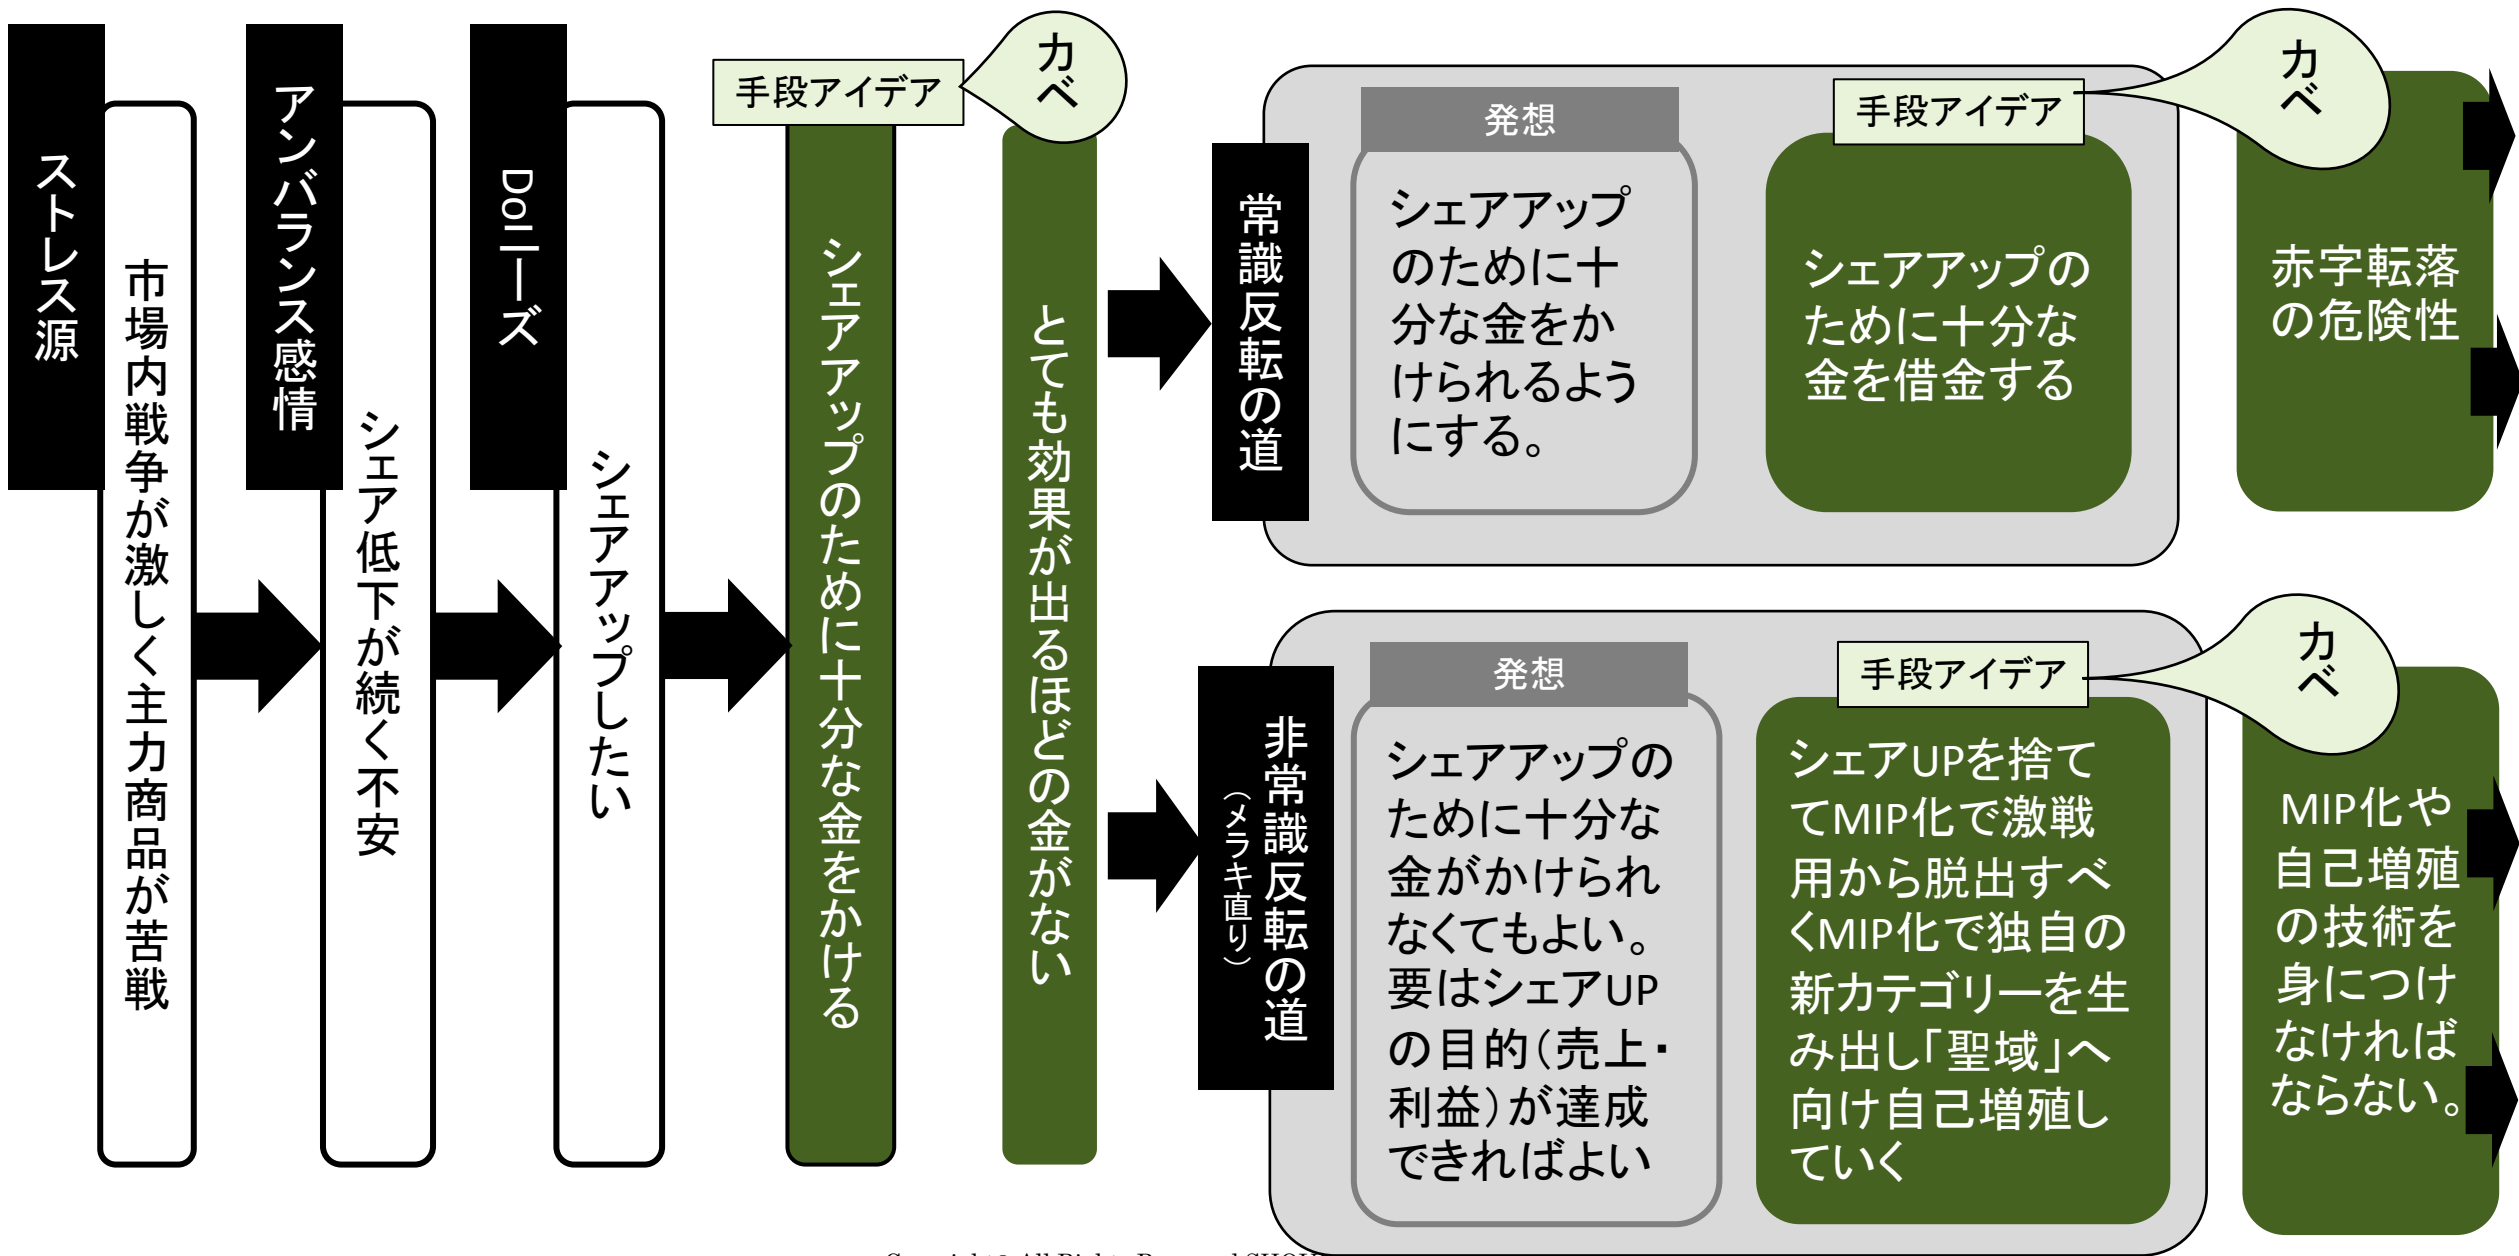 ストレス源
市場内戦争が激しく主力商品が苦戦
アンバランス感情
シェア低下が続く不安
Doニーズ
シェアアップしたい
手段アイデア
シェアアップのために十分な金をかける
カベ
とても効果が出るほどの金がない
常識反転の道
発想
シェアアップ
のために十
分な金をか
けられるよう
にする。
手段アイデア
シェアアップの
ために十分な
金を借金する
カベ
赤字転落
の危険性
非常識反転の道
（メラキ直り）
発想
シェアアップの
ために十分な
金がかけられ
なくてもよい。
要はシェアUP
の目的（売上・
利益）が達成
できればよい
手段アイデア
シェアUPを捨て
てMIP化で激戦
用から脱出すべ
くMIP化で独自の
新カテゴリーを生
み出し「聖域」へ
向け自己増殖し
ていく
カベ
MIP化や
自己増殖
の技術を
身につけ
なければ
ならない。